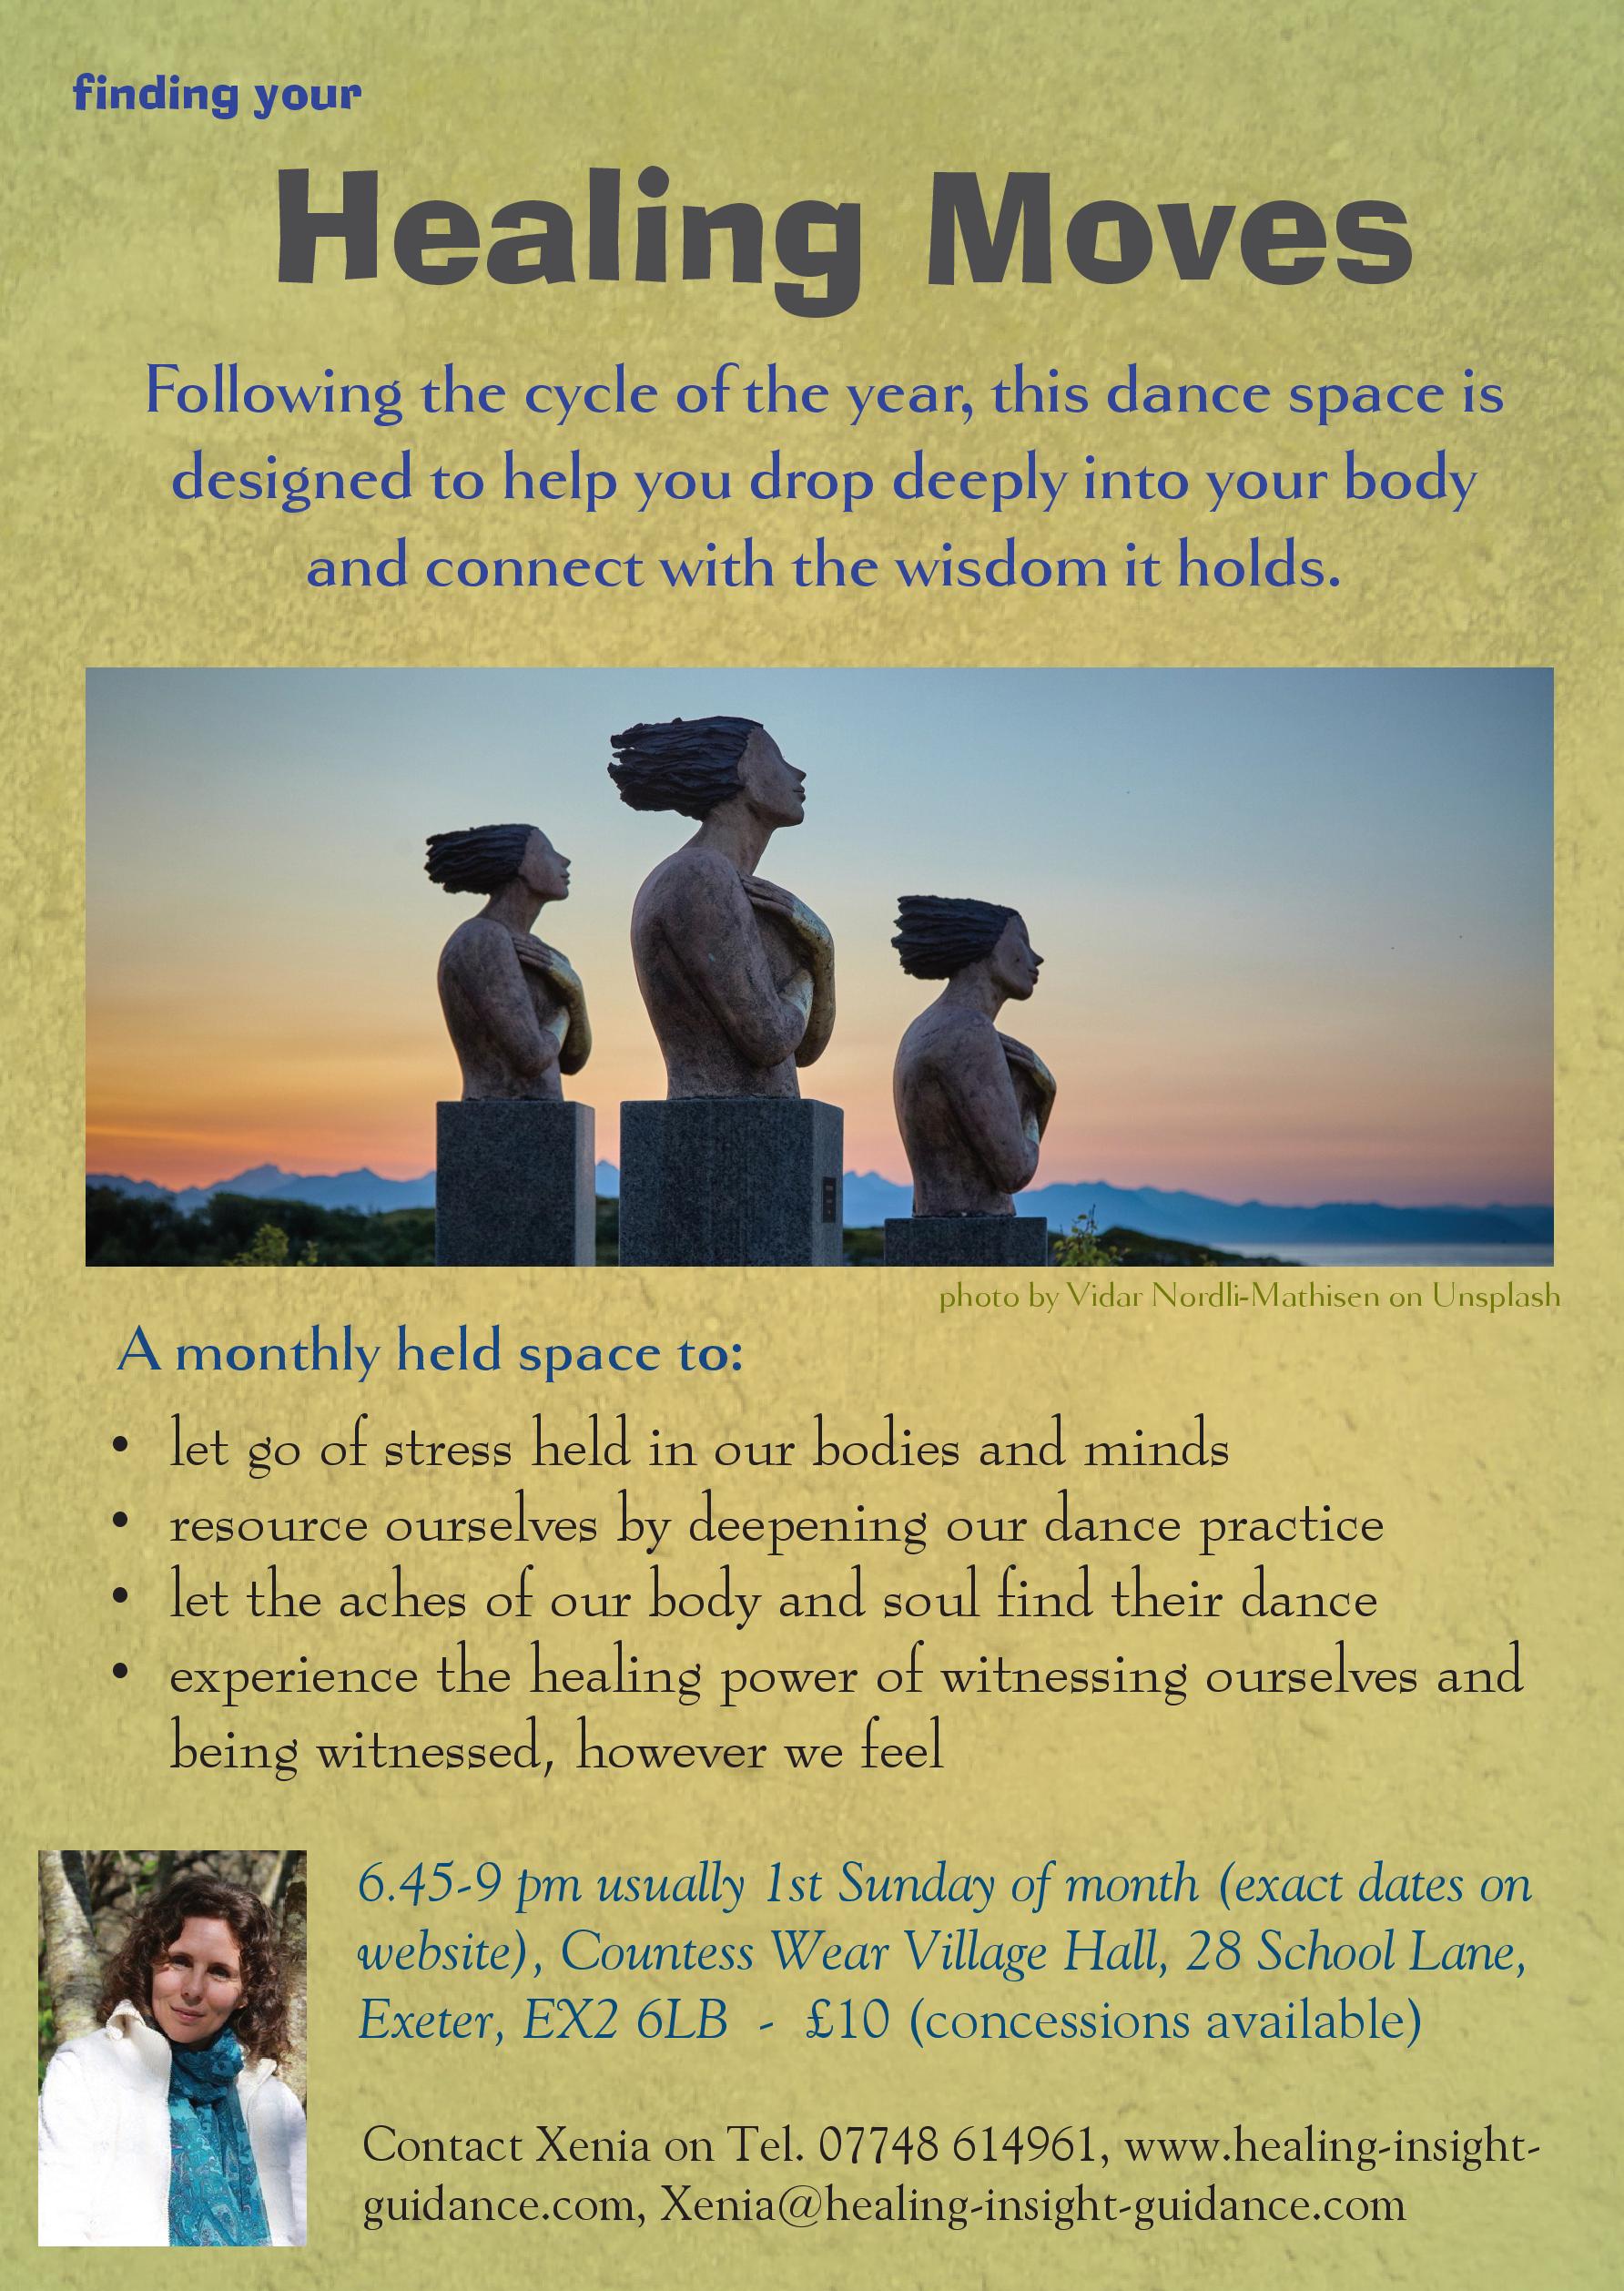 finding your
Healing Moves
Following the cycle of the year, this dance space is
designed to help you drop deeply into your body
and connect with the wisdom it holds.
photo by Vidar Nordli-Mathisen on Unsplash
A monthly held space to:
• let go of stress held in our bodies and minds
• resource ourselves by deepening our dance practice
• let the aches of our body and soul find their dance
• experience the healing power of witnessing ourselves and
being witnessed, however we feel
6.45-9 pm usually 1st Sunday of month (exact dates on
website), Countess Wear Village Hall, 28 School Lane,
Exeter, EX2 6LB - £10 (concessions available)
Contact Xenia on Tel. 07748 614961, www.healing-insight-
guidance.com, Xenia@healing-insight-guidance.com